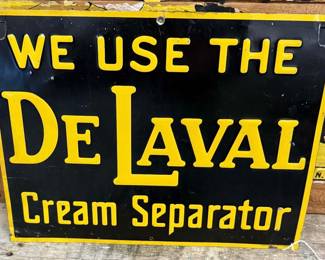 WE USE THE
DE LAVAL
Cream Separator